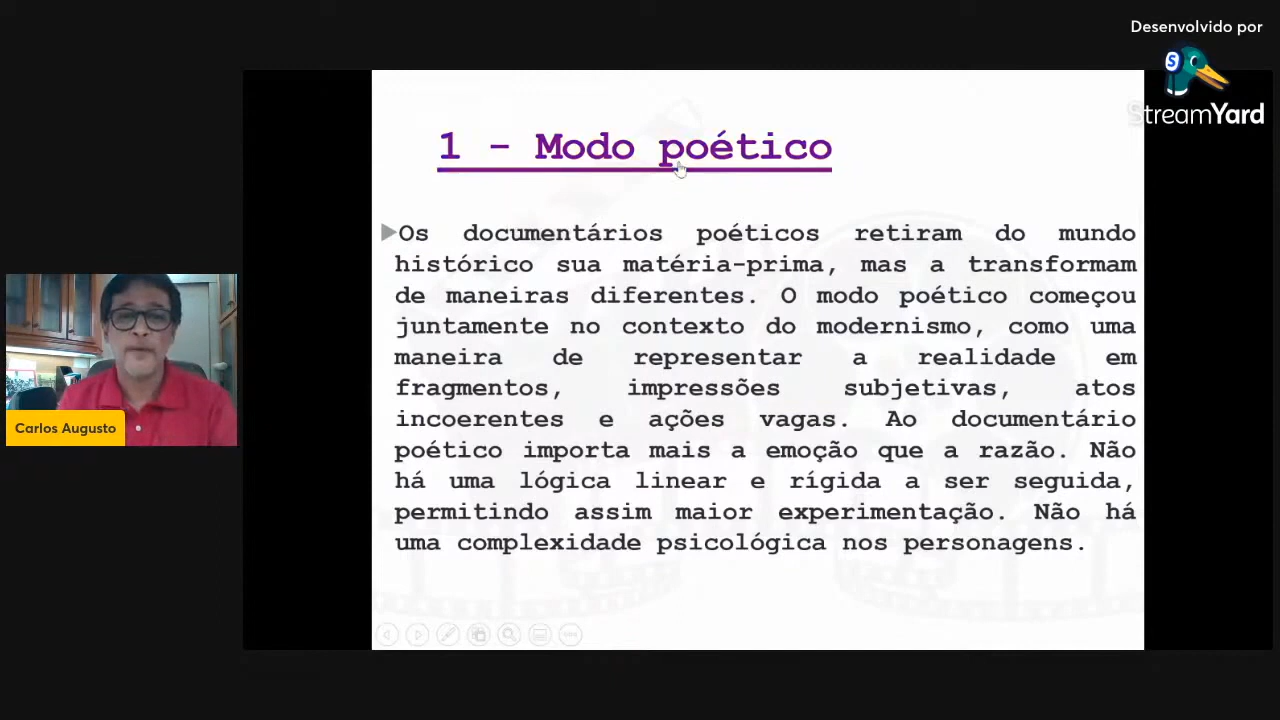 Desenvolvido por
StreamYard
1 - Modo poético
Os documentários poéticos retiram do mundo
histórico sua matéria-prima, mas a transformam
de maneiras diferentes. O modo poético começou
juntamente no contexto do modernismo, como uma
maneira de representar a realidade em
fragmentos, impressões subjetivas, atos
incoerentes e ações vagas. Ao documentário
poético importa mais a emoção que a razão. Não
há uma lógica linear e rígida a ser seguida,
permitindo assim maior experimentação. Não há
uma complexidade psicológica nos personagens.
Carlos Augusto